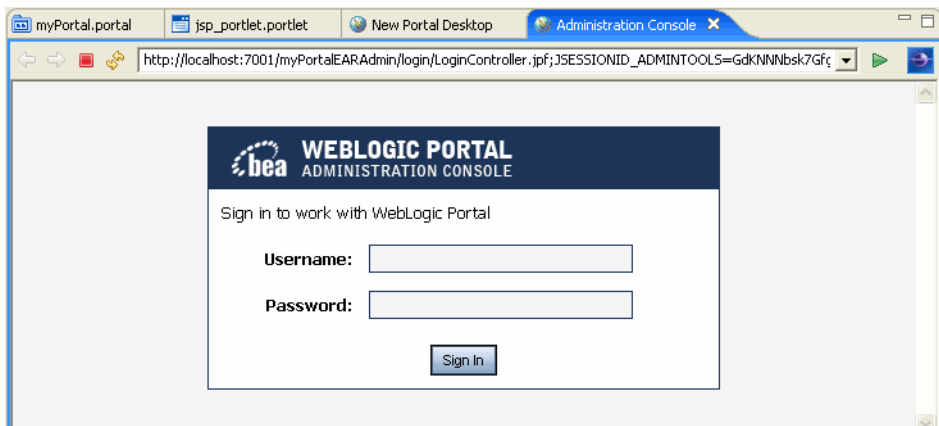 myPortal.portal jsp_portlet.portlet New Portal Desktop Administration Console
http://localhost:7001/myPortalEARAdmin/login/LoginController.jpf;JSESSIONID_ADMINTOOLS=GdKNNNbsk7Gfg
bea WEBLOGIC PORTAL
ADMINISTRATION CONSOLE
Sign in to work with WebLogic Portal
Username:
Password:
Sign In